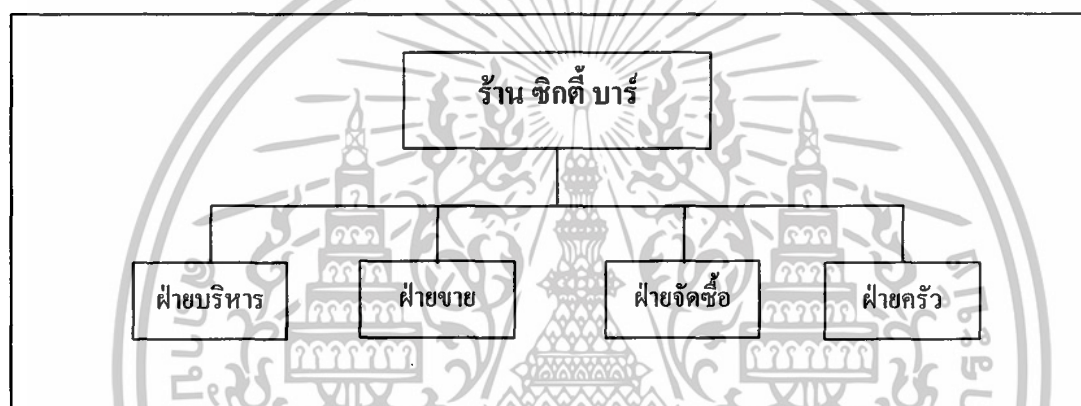 ร้าน ซิกตี้ บาร์
ฝ่ายบริหาร
ฝ่ายขาย
ฝ่ายจัดซื้อ
ฝ่ายครัว